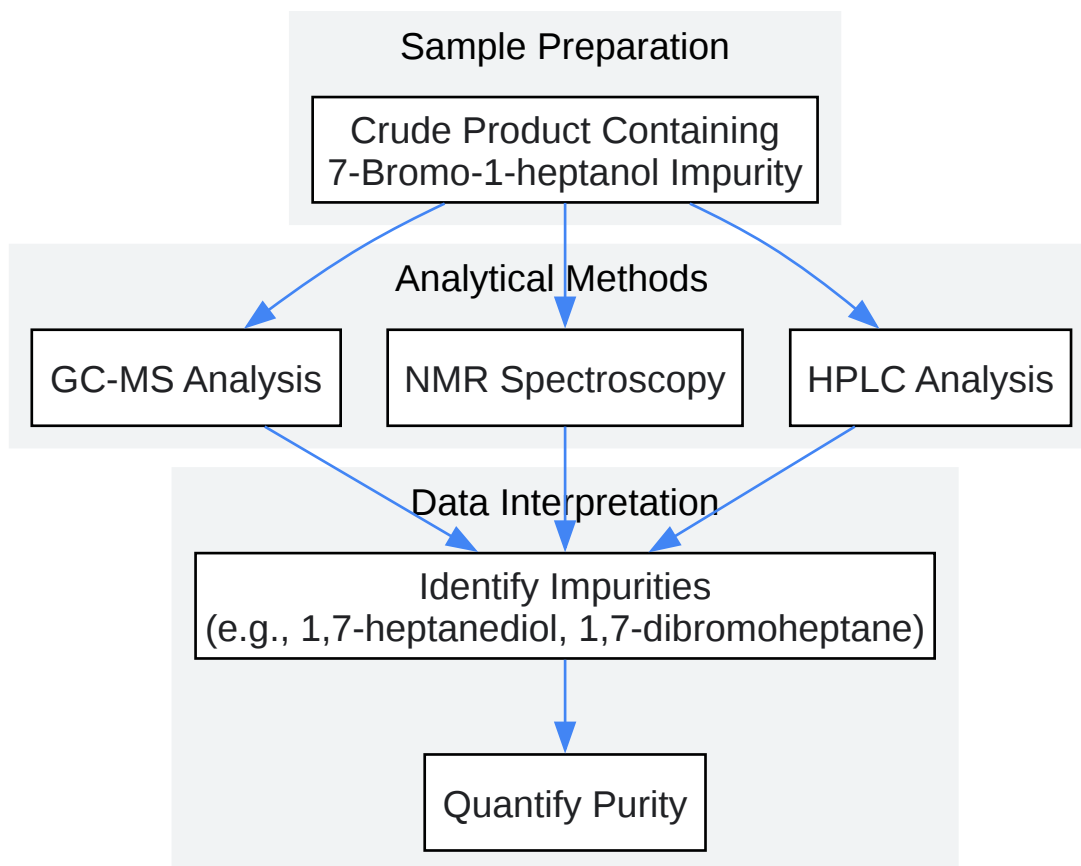 Sample Preparation
Crude Product Containing
7-Bromo-1-heptanol Impurity
Analytical Methods
GC-MS Analysis
NMR Spectroscopy
HPLC Analysis
Data Interpretation
Identify Impurities
(e.g., 1,7-heptanediol, 1,7-dibromoheptane)
Quantify Purity